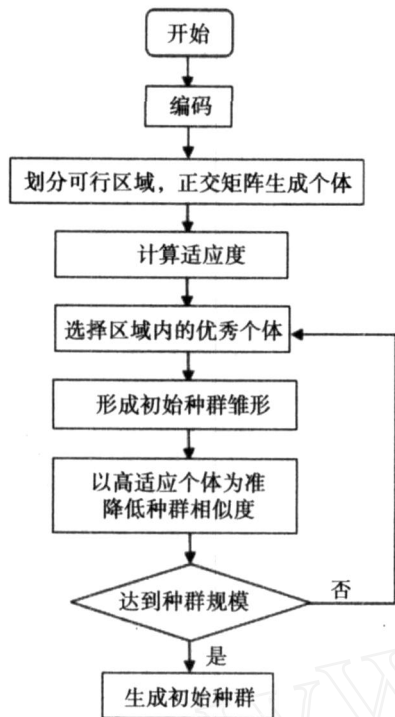 开始
编码
划分可行区域，正交矩阵生成个体
计算适应度
选择区域内的优秀个体
形成初始种群雏形
以高适应个体为准
降低种群相似度
达到种群规模
否
是
生成初始种群